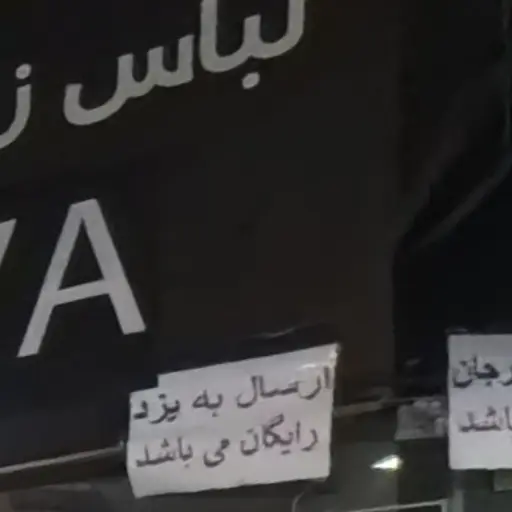 لباس
A
ارسال به یزد
رایگان می باشد